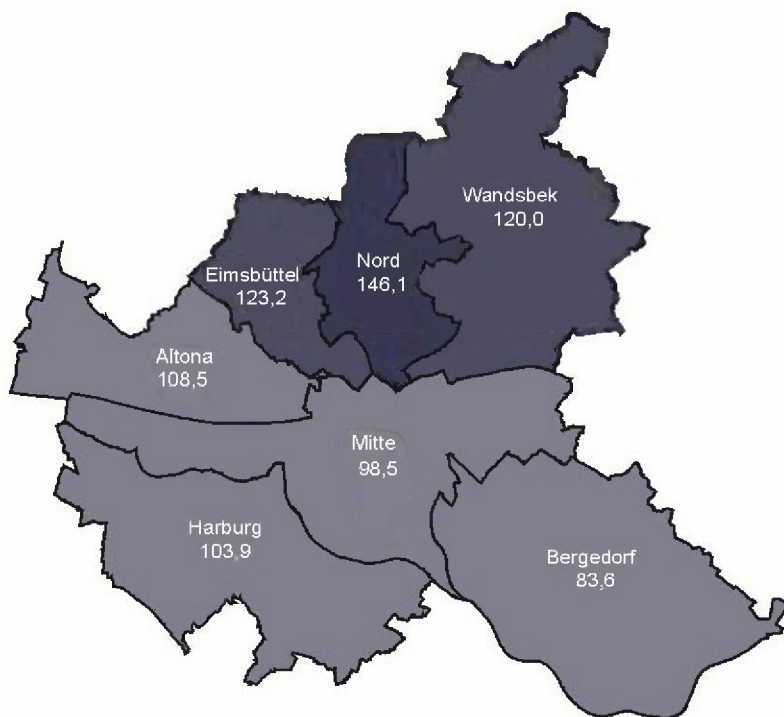 Wandsbek
120,0
Nord
146,1
Eimsbüttel
123,2
Altona
108,5
Mitte
98,5
Harburg
103,9
Bergedorf
83,6